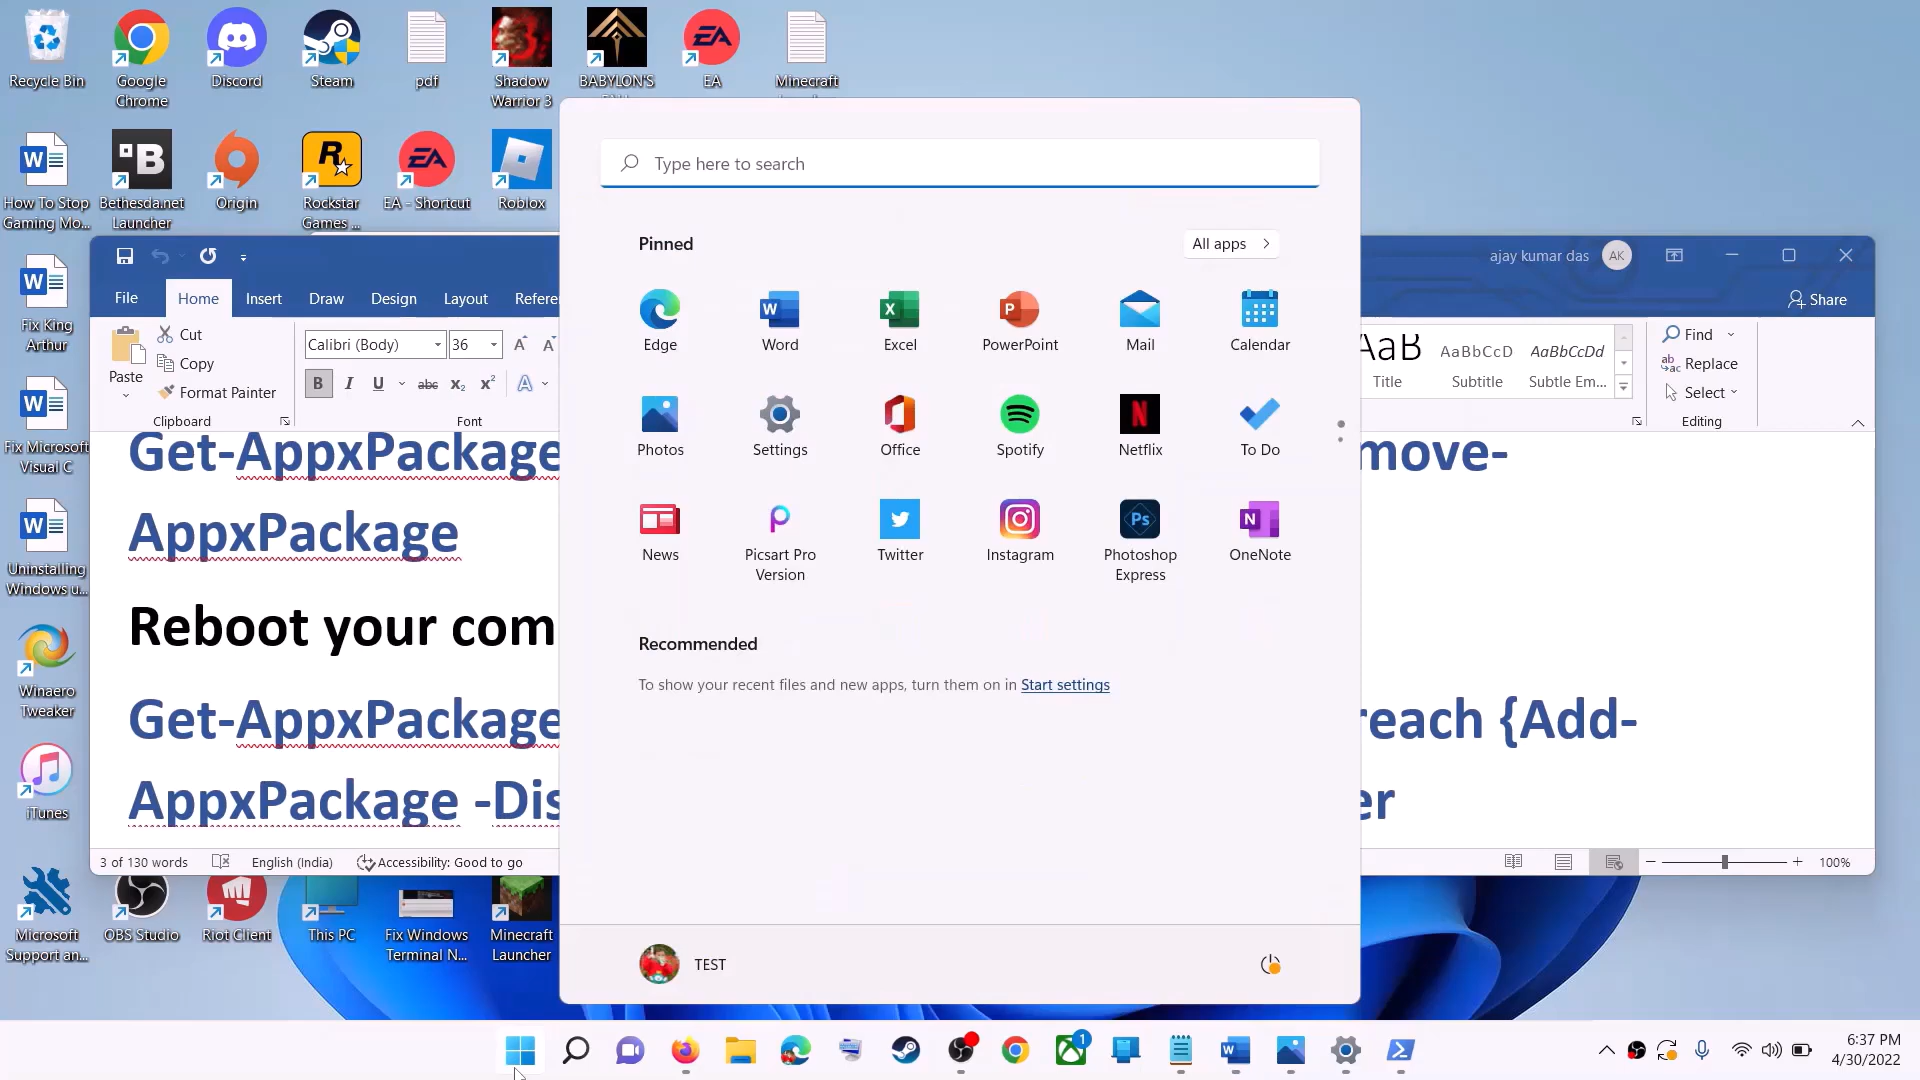 Recycle Bin
Google
Chrome
Discord
Steam
pdf
Shadow
Warrior 3
BABYLON'S
EA
Minecraft
How To Stop
Gaming Mo...
Bethesda.net
Launcher
Origin
Rockstar
Games ...
EA - Shortcut
Roblox
Fix King
Arthur
Fix Microsoft
Visual C
Uninstalling
Windows u...
Winaero
Tweaker
iTunes
Microsoft
Support an...
OBS Studio
Riot Client
This PC
Fix Windows
Terminal N...
Minecraft
Launcher
ajay kumar das
AK
File
Home
Insert
Draw
Design
Layout
Refere
Share
Paste
Cut
Copy
Format Painter
Clipboard
Calibri (Body)
36
Font
AaB
Title
AaBbCcD
Subtitle
AaBbCcDd
Subtle Em...
Find
Replace
Select
Editing
Get-AppxPackage
move-
AppxPackage
Reboot your com
Get-AppxPackage
reach {Add-
AppxPackage -Dis
er
3 of 130 words
English (India)
Accessibility: Good to go
100%
Type here to search
Pinned
All apps
Edge
Word
Excel
PowerPoint
Mail
Calendar
Photos
Settings
Office
Spotify
Netflix
To Do
News
Picsart Pro
Version
Twitter
Instagram
Photoshop
Express
OneNote
Recommended
To show your recent files and new apps, turn them on in Start settings
TEST
1
6:37 PM
4/30/2022